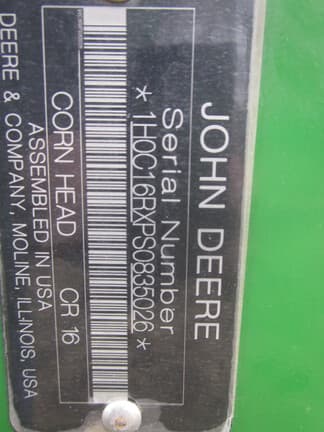 JOHN DEERE
Serial Number
* 1H0C16RXPS0835026 *
CORN HEAD CR 16
ASSEMBLED IN USA
DEERE & COMPANY, MOLINE, ILLINOIS, USA